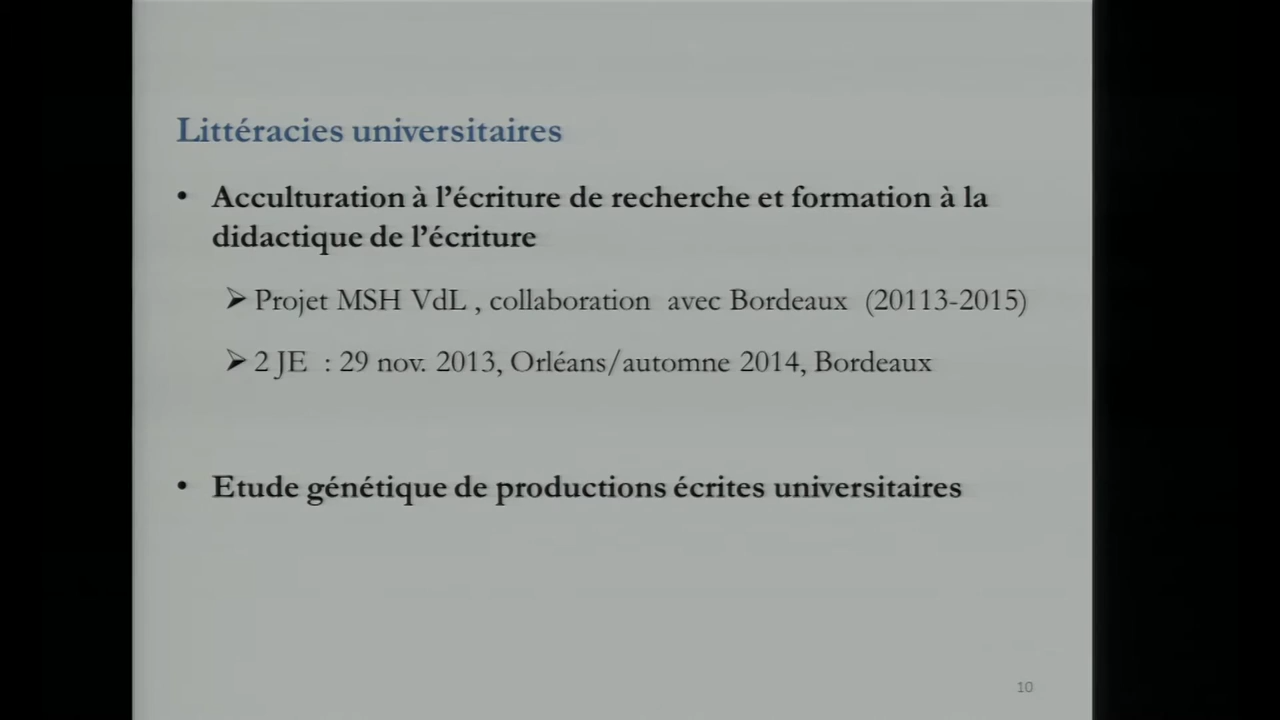 Littéracies universitaires
• Acculturation à l’écriture de recherche et formation à la
didactique de l’écriture
➢ Projet MSH VdL , collaboration avec Bordeaux (20113-2015)
➢ 2 JE : 29 nov. 2013, Orléans/automne 2014, Bordeaux
• Etude génétique de productions écrites universitaires
10